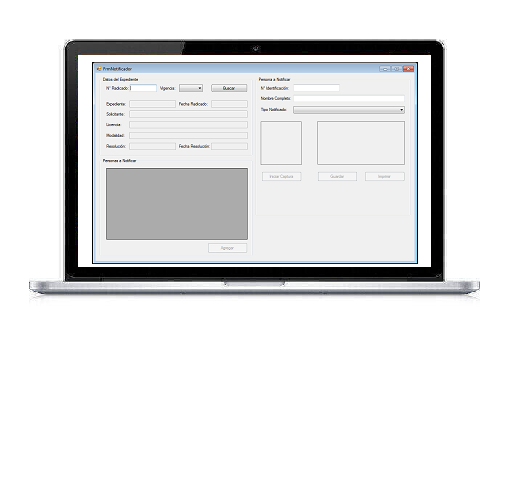 FrmNotificador
Datos del Expediente
N° Radicado:
Vigencia:
Buscar
Expediente:
Fecha Radicado:
Solicitante:
Licencia:
Modalidad:
Resolución:
Fecha Resolución:
Personas a Notificar
Agregar
Persona a Notificar
N° Identificación:
Nombre Completo:
Tipo Notificado:
Iniciar Captura
Guardar
Imprimir